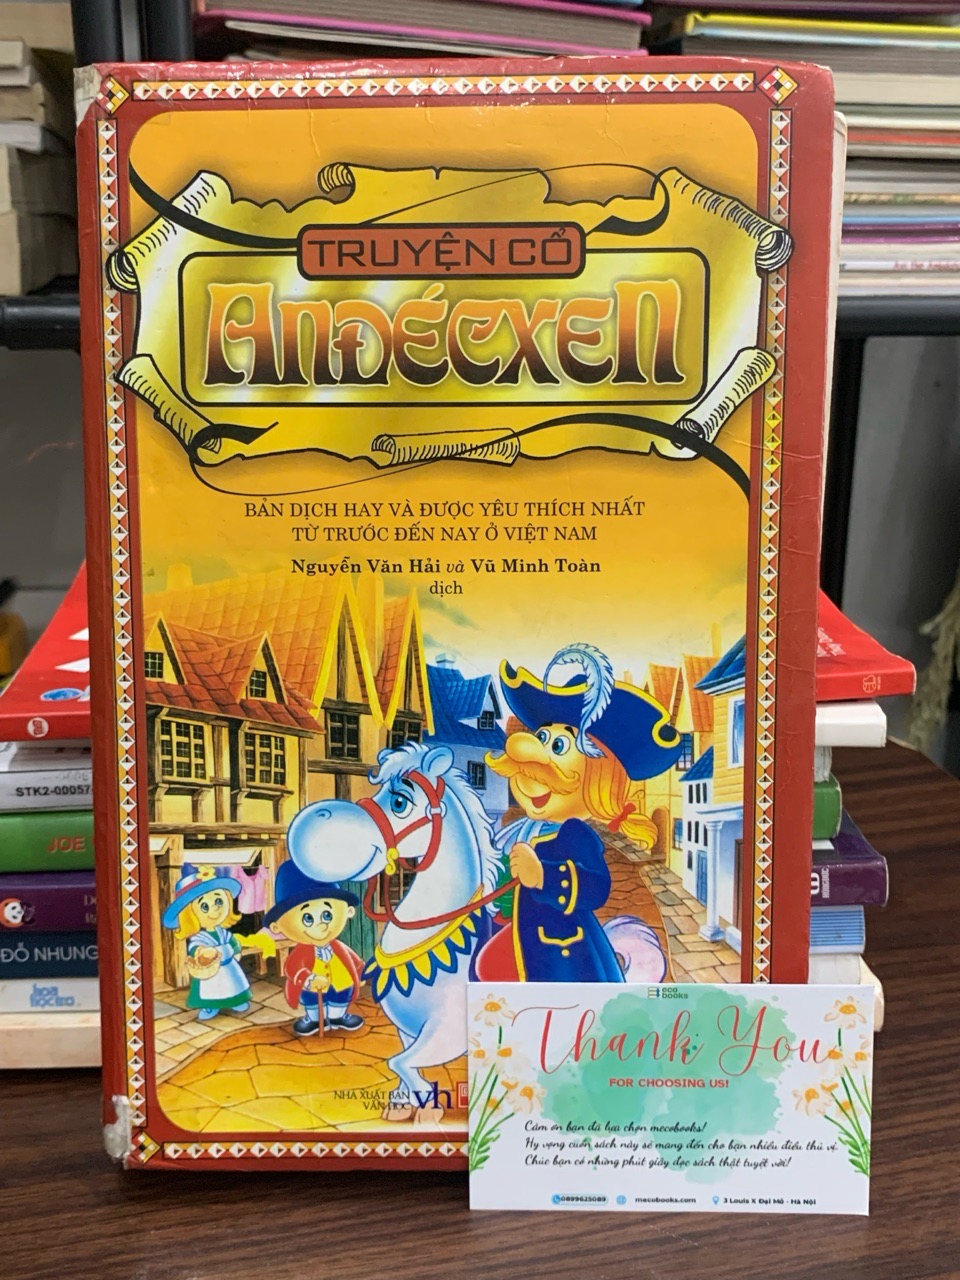 TRUYỆN CỔ
ANĐÉCXEN
BẢN DỊCH HAY VÀ ĐƯỢC YÊU THÍCH NHẤT
TỪ TRƯỚC ĐẾN NAY Ở VIỆT NAM
Nguyễn Văn Hải và Vũ Minh Toàn
dịch
NHÀ XUẤT BẢN
VĂN HỌC
vh
STK2-00057
JOE
ĐỖ NHUNG
eco
books
Thank You
FOR CHOOSING US!
Cảm ơn bạn đã lựa chọn mecobooks!
Hy vọng cuốn sách này sẽ mang đến cho bạn nhiều điều thú vị.
Chúc bạn có những phút giây đọc sách thật tuyệt vời!
0899625089 mecobooks.com 3 Louis X Đại Mỗ - Hà Nội